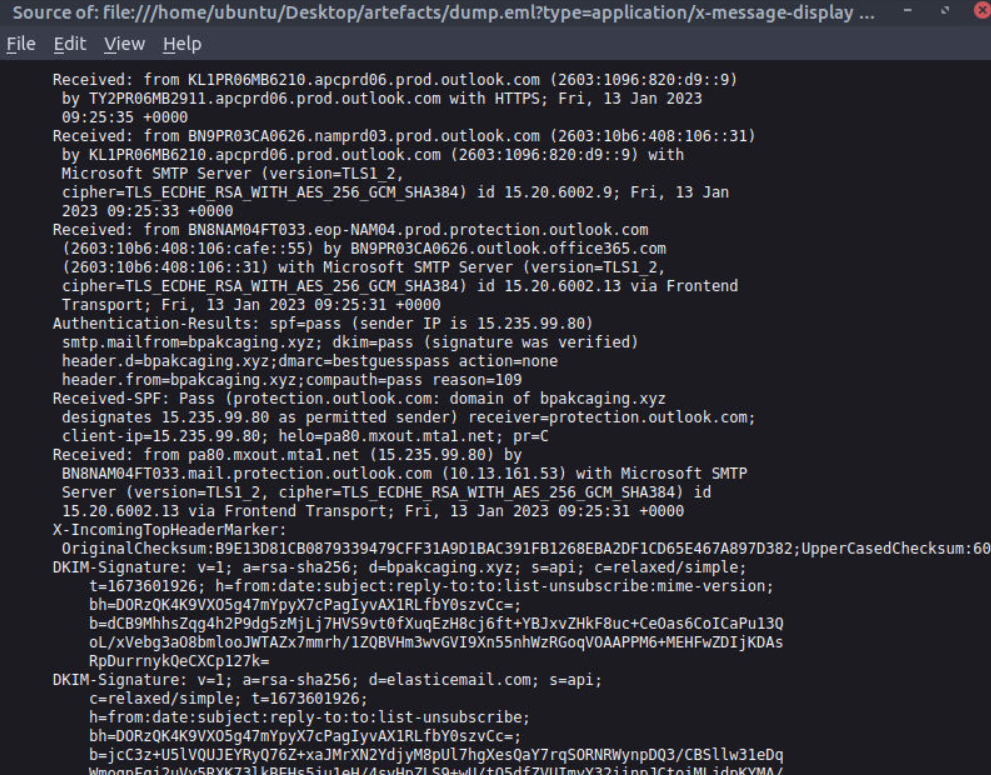 Source of: file:///home/ubuntu/Desktop/artefacts/dump.eml?type=application/x-message-display ...
File Edit View Help
Received: from KL1PR06MB6210.apcprd06.prod.outlook.com (2603:1096:820:d9::9)
by TY2PR06MB2911.apcprd06.prod.outlook.com with HTTPS; Fri, 13 Jan 2023
09:25:35 +0000
Received: from BN9PR03CA0626.namprd03.prod.outlook.com (2603:10b6:408:106::31)
by KL1PR06MB6210.apcprd06.prod.outlook.com (2603:1096:820:d9::9) with
Microsoft SMTP Server (version=TLS1_2,
cipher=TLS_ECDHE_RSA_WITH_AES_256_GCM_SHA384) id 15.20.6002.9; Fri, 13 Jan
2023 09:25:33 +0000
Received: from BN8NAM04FT033.eop-NAM04.prod.protection.outlook.com
(2603:10b6:408:106:cafe::55) by BN9PR03CA0626.outlook.office365.com
(2603:10b6:408:106::31) with Microsoft SMTP Server (version=TLS1_2,
cipher=TLS_ECDHE_RSA_WITH_AES_256_GCM_SHA384) id 15.20.6002.13 via Frontend
Transport; Fri, 13 Jan 2023 09:25:31 +0000
Authentication-Results: spf=pass (sender IP is 15.235.99.80)
smtp.mailfrom=bpakcaging.xyz; dkim=pass (signature was verified)
header.d=bpakcaging.xyz;dmarc=bestguesspass action=none
header.from=bpakcaging.xyz;compauth=pass reason=109
Received-SPF: Pass (protection.outlook.com: domain of bpakcaging.xyz
designates 15.235.99.80 as permitted sender) receiver=protection.outlook.com;
client-ip=15.235.99.80; helo=pa80.mxout.mta1.net; pr=C
Received: from pa80.mxout.mta1.net (15.235.99.80) by
BN8NAM04FT033.mail.protection.outlook.com (10.13.161.53) with Microsoft SMTP
Server (version=TLS1_2, cipher=TLS_ECDHE_RSA_WITH_AES_256_GCM_SHA384) id
15.20.6002.13 via Frontend Transport; Fri, 13 Jan 2023 09:25:31 +0000
X-IncomingTopHeaderMarker:
OriginalChecksum:B9E13D81CB0879339479CFF31A9D1BAC391FB1268EBA2DF1CD65E467A897D382;UpperCasedChecksum:60
DKIM-Signature: v=1; a=rsa-sha256; d=bpakcaging.xyz; s=api; c=relaxed/simple;
t=1673601926; h=from:date:subject:reply-to:to:list-unsubscribe:mime-version;
bh=DORzQK4K9VXO5g47mYpyX7cPagIyvAX1RLfbY0szvCc=;
b=dCB9MhhsZqg4h2P9dg5zMjLj7HVS9vt0fXuqEzH8cj6ft+YBJxvZHkF8uc+CeOas6CoICaPu13Q
oL/xVebg3aO8bmlooJWTAZx7mmrh/1ZQBVHm3wvGVI9Xn55nhWzRGoqVOAAPPM6+MEHFwZDIjKDAs
RpDurrnykQeCXCp127k=
DKIM-Signature: v=1; a=rsa-sha256; d=elasticemail.com; s=api;
c=relaxed/simple; t=1673601926;
h=from:date:subject:reply-to:to:list-unsubscribe;
bh=DORzQK4K9VXO5g47mYpyX7cPagIyvAX1RLfbY0szvCc=;
b=jcC3z+U5lVQUJEYRyQ76Z+xaJMrXN2YdjyM8pUl7hgXesQaY7rqSORNRWynpDQ3/CBSllw31eDq